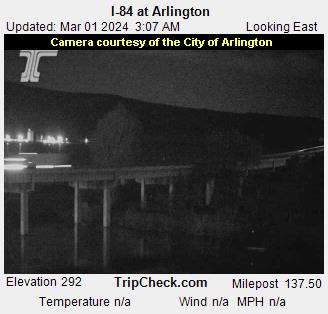 I-84 at Arlington
Updated: Mar 01 2024 3:07 AM Looking East
Camera courtesy of the City of Arlington
Elevation 292 TripCheck.com Milepost 137.50
Temperature n/a Wind n/a MPH n/a